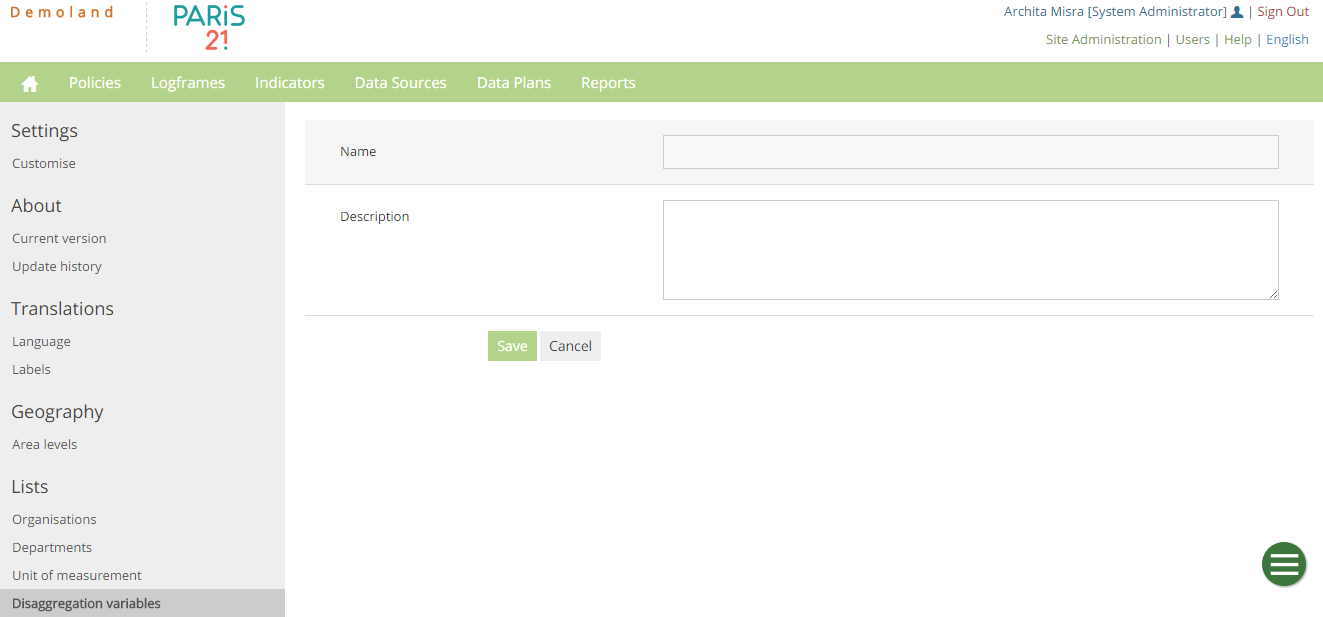 Demoland
PARiS
21!
Archita Misra [System Administrator] | Sign Out
Site Administration | Users | Help | English
Policies Logframes Indicators Data Sources Data Plans Reports
Settings
Customise
About
Current version
Update history
Translations
Language
Labels
Geography
Area levels
Lists
Organisations
Departments
Unit of measurement
Disaggregation variables
Name
Description
Save Cancel